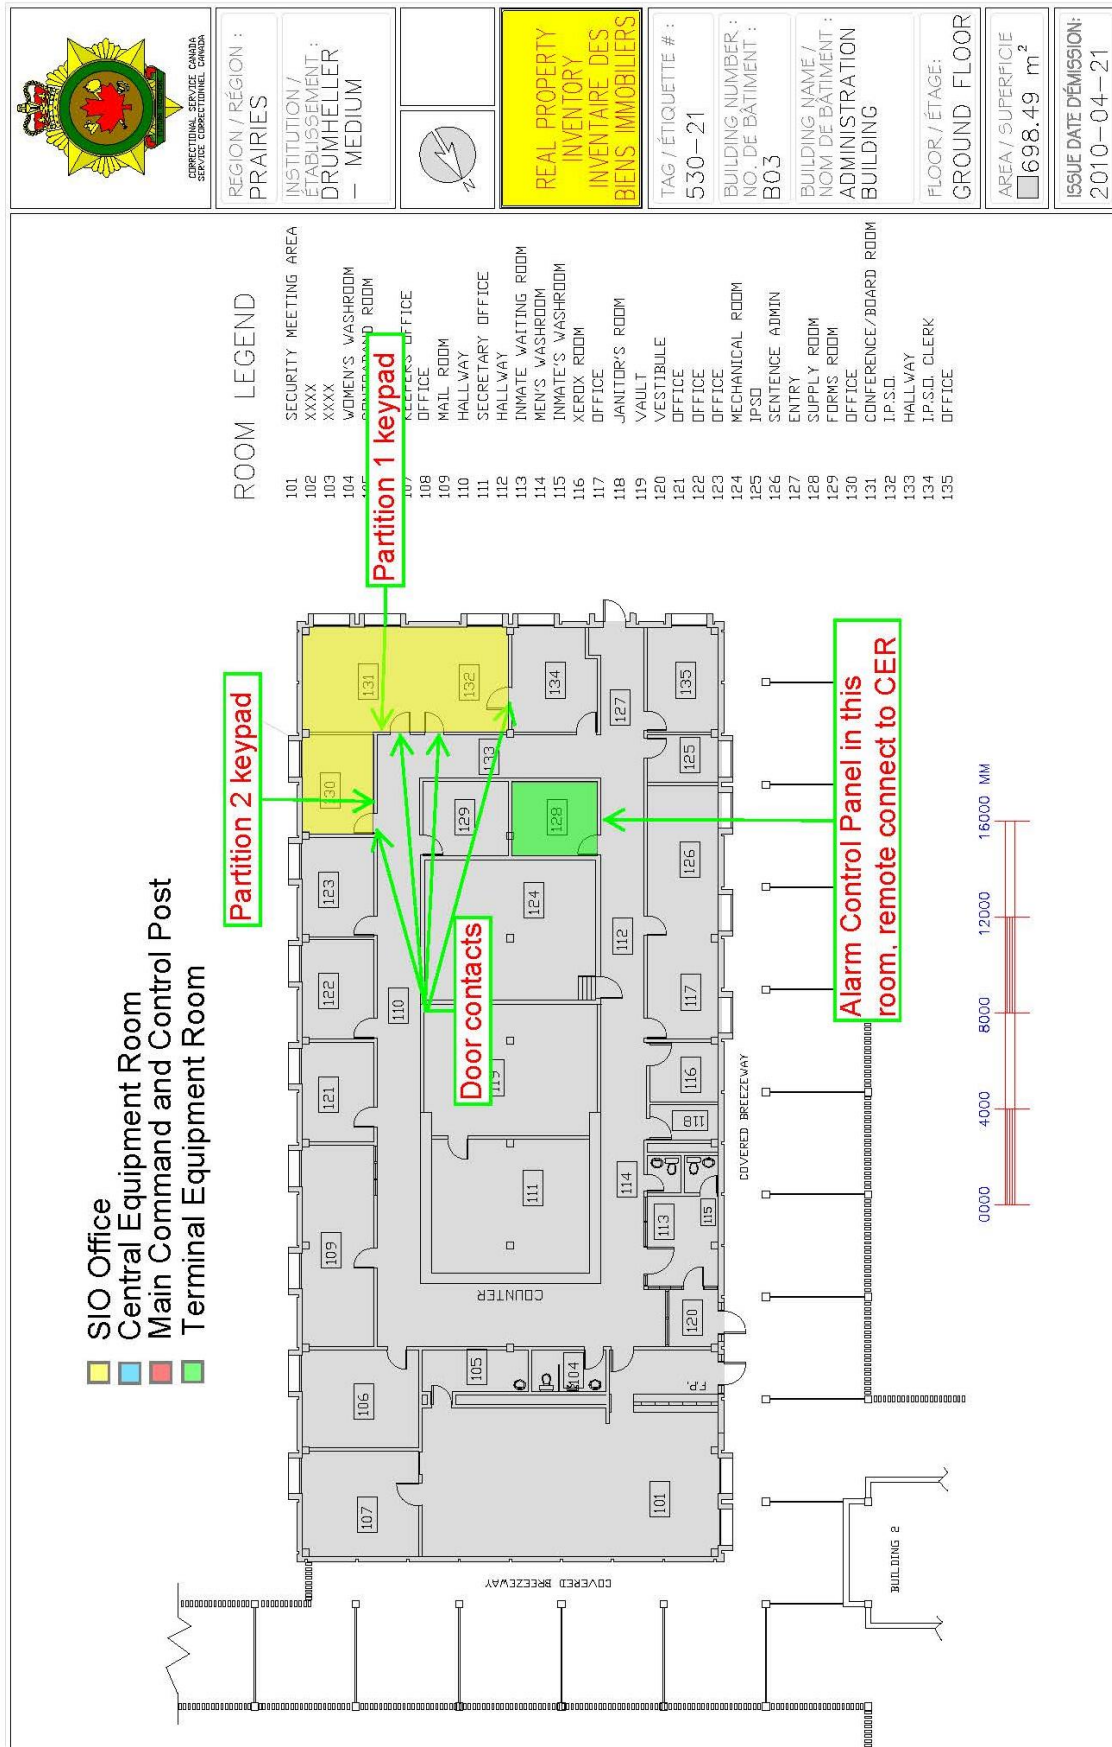 CORRECTIONAL SERVICE CANADA
SERVICE CORRECTIONNEL CANADA
REGION / RÉGION :
PRAIRIES
INSTITUTION /
ÉTABLISSEMENT :
DRUMHELLER
- MEDIUM
N
REAL PROPERTY
INVENTORY
INVENTAIRE DES
BIENS IMMOBILIERS
TAG / ÉTIQUETTE # :
530-21
BUILDING NUMBER :
NO. DE BÂTIMENT :
B03
BUILDING NAME /
NOM DE BÂTIMENT :
ADMINISTRATION
BUILDING
FLOOR / ÉTAGE:
GROUND FLOOR
AREA / SUPERFICIE
698.49 m²
ISSUE DATE D'ÉMISSION:
2010-04-21
ROOM LEGEND
101 SECURITY MEETING AREA
102 XXXX
103 XXXX
104 WOMEN'S WASHROOM
107 KEEPERS OFFICE
108 OFFICE
109 MAIL ROOM
110 HALLWAY
111 SECRETARY OFFICE
112 HALLWAY
113 INMATE WAITING ROOM
114 MEN'S WASHROOM
115 INMATE'S WASHROOM
116 XEROX ROOM
117 OFFICE
118 JANITOR'S ROOM
119 VAULT
120 VESTIBULE
121 OFFICE
122 OFFICE
123 OFFICE
124 MECHANICAL ROOM
125 IPSO
126 SENTENCE ADMIN
127 ENTRY
128 SUPPLY ROOM
129 FORMS ROOM
130 OFFICE
131 CONFERENCE/BOARD ROOM
132 I.P.S.O.
133 HALLWAY
134 I.P.S.O. CLERK
135 OFFICE
SIO Office
Central Equipment Room
Main Command and Control Post
Terminal Equipment Room
Partition 2 keypad
Partition 1 keypad
Door contacts
Alarm Control Panel in this
room, remote connect to CER
107
106
109
121
122
123
130
131
132
134
127
135
133
129
128
125
126
124
112
117
110
119
116
118
111
114
113
115
120
COUNTER
105
104
T.P.
101
COVERED BREEZEWAY
COVERED BREEZEWAY
BUILDING 2
0000 4000 8000 12000 16000 MM